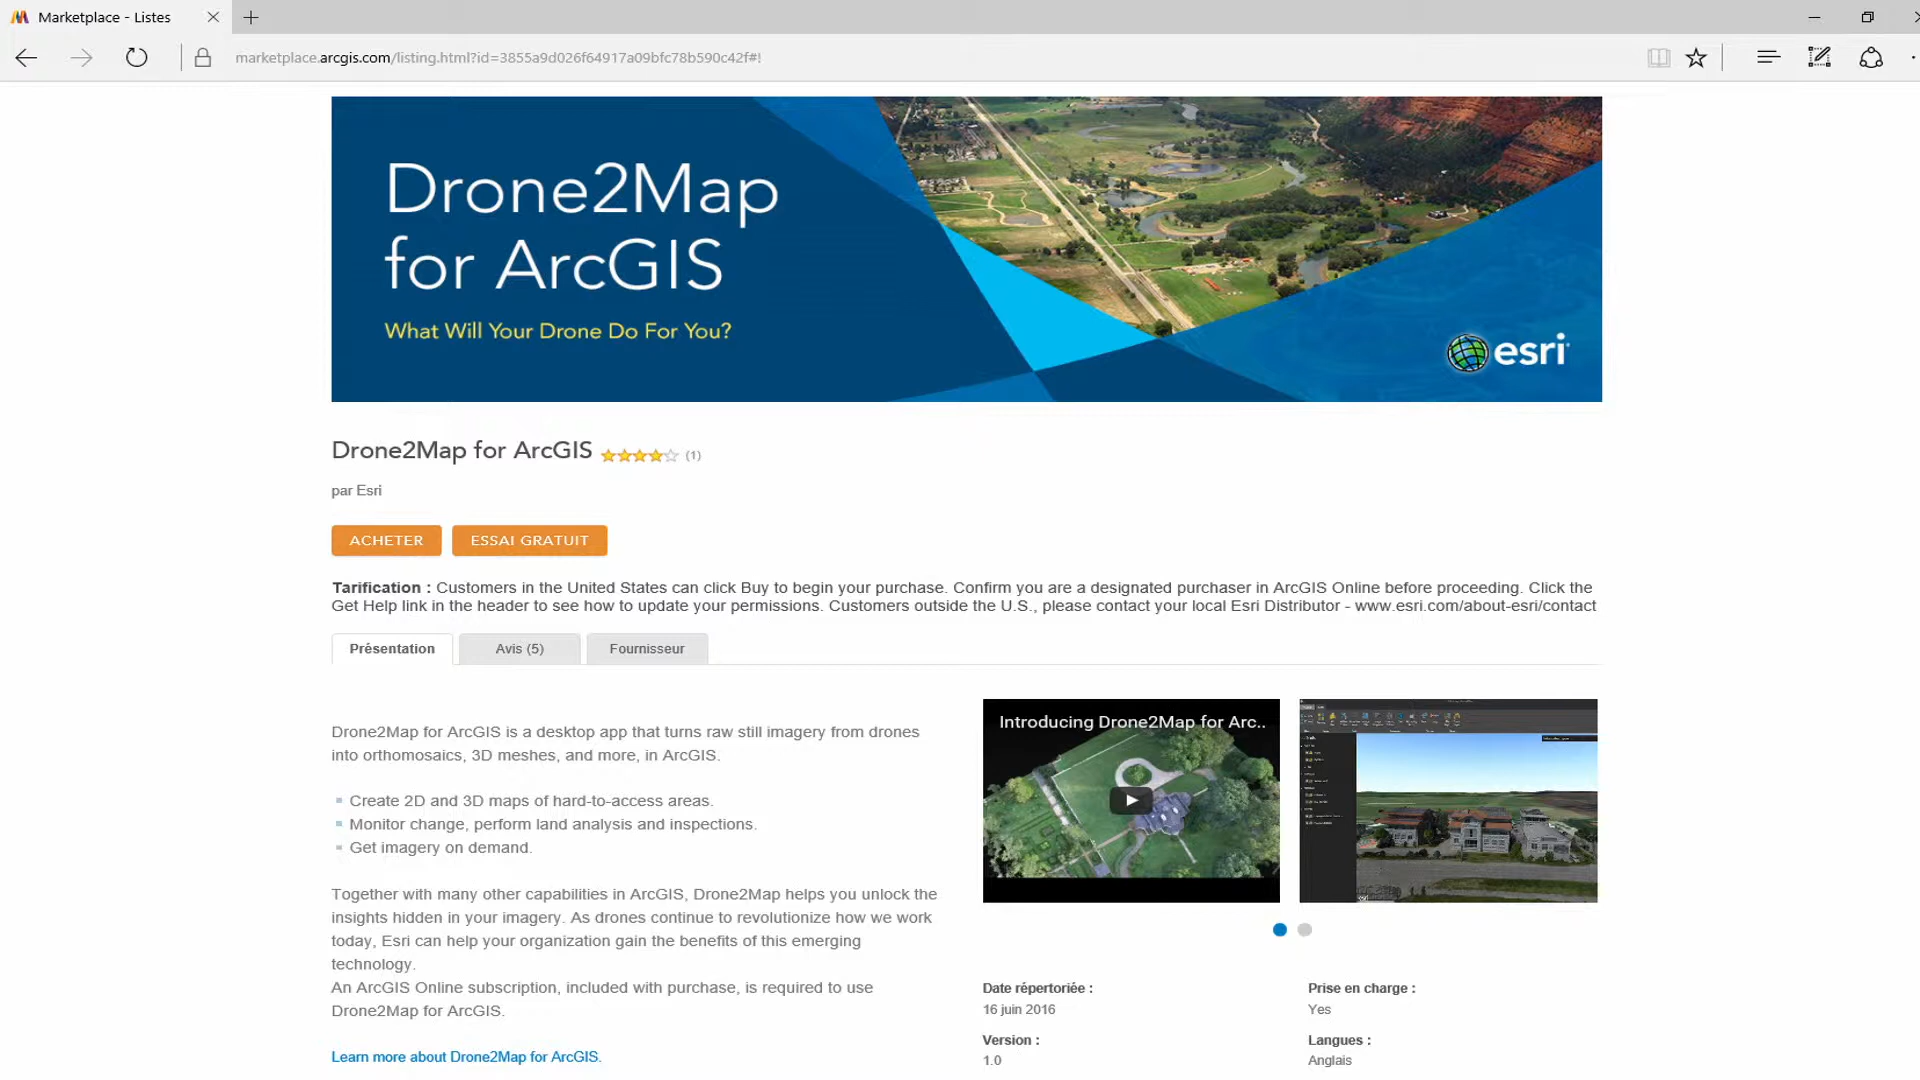 Marketplace - Listes
marketplace.arcgis.com/listing.html?id=3855a9d026f64917a09bfc78b590c42f#!
Drone2Map
for ArcGIS
What Will Your Drone Do For You?
esri
Drone2Map for ArcGIS (1)
par Esri
ACHETER ESSAI GRATUIT
Tarification : Customers in the United States can click Buy to begin your purchase. Confirm you are a designated purchaser in ArcGIS Online before proceeding. Click the
Get Help link in the header to see how to update your permissions. Customers outside the U.S., please contact your local Esri Distributor - www.esri.com/about-esri/contact
Présentation Avis (5) Fournisseur
Drone2Map for ArcGIS is a desktop app that turns raw still imagery from drones
into orthomosaics, 3D meshes, and more, in ArcGIS.
Create 2D and 3D maps of hard-to-access areas.
Monitor change, perform land analysis and inspections.
Get imagery on demand.
Together with many other capabilities in ArcGIS, Drone2Map helps you unlock the
insights hidden in your imagery. As drones continue to revolutionize how we work
today, Esri can help your organization gain the benefits of this emerging
technology.
An ArcGIS Online subscription, included with purchase, is required to use
Drone2Map for ArcGIS.
Learn more about Drone2Map for ArcGIS.
Introducing Drone2Map for Arc..
Date répertoriée :
16 juin 2016
Version :
1.0
Prise en charge :
Yes
Langues :
Anglais